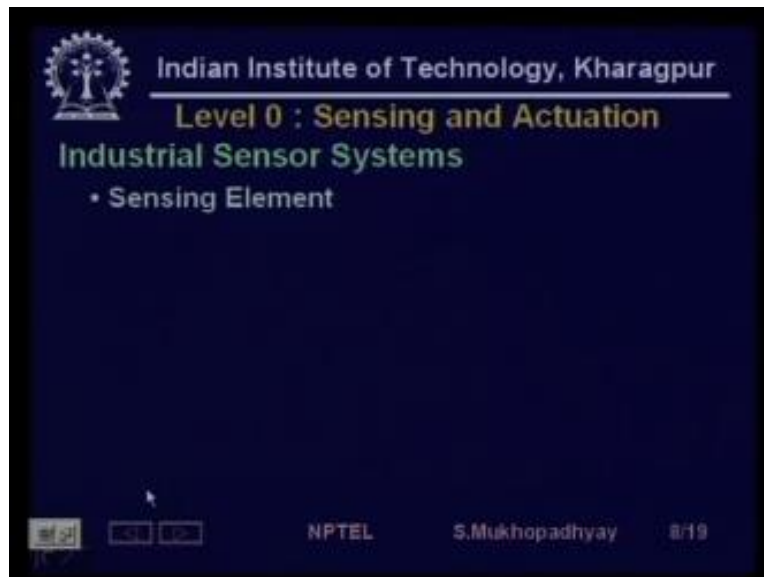 Indian Institute of Technology, Kharagpur
Level 0 : Sensing and Actuation
Industrial Sensor Systems
• Sensing Element
NPTEL S.Mukhopadhyay 8/19